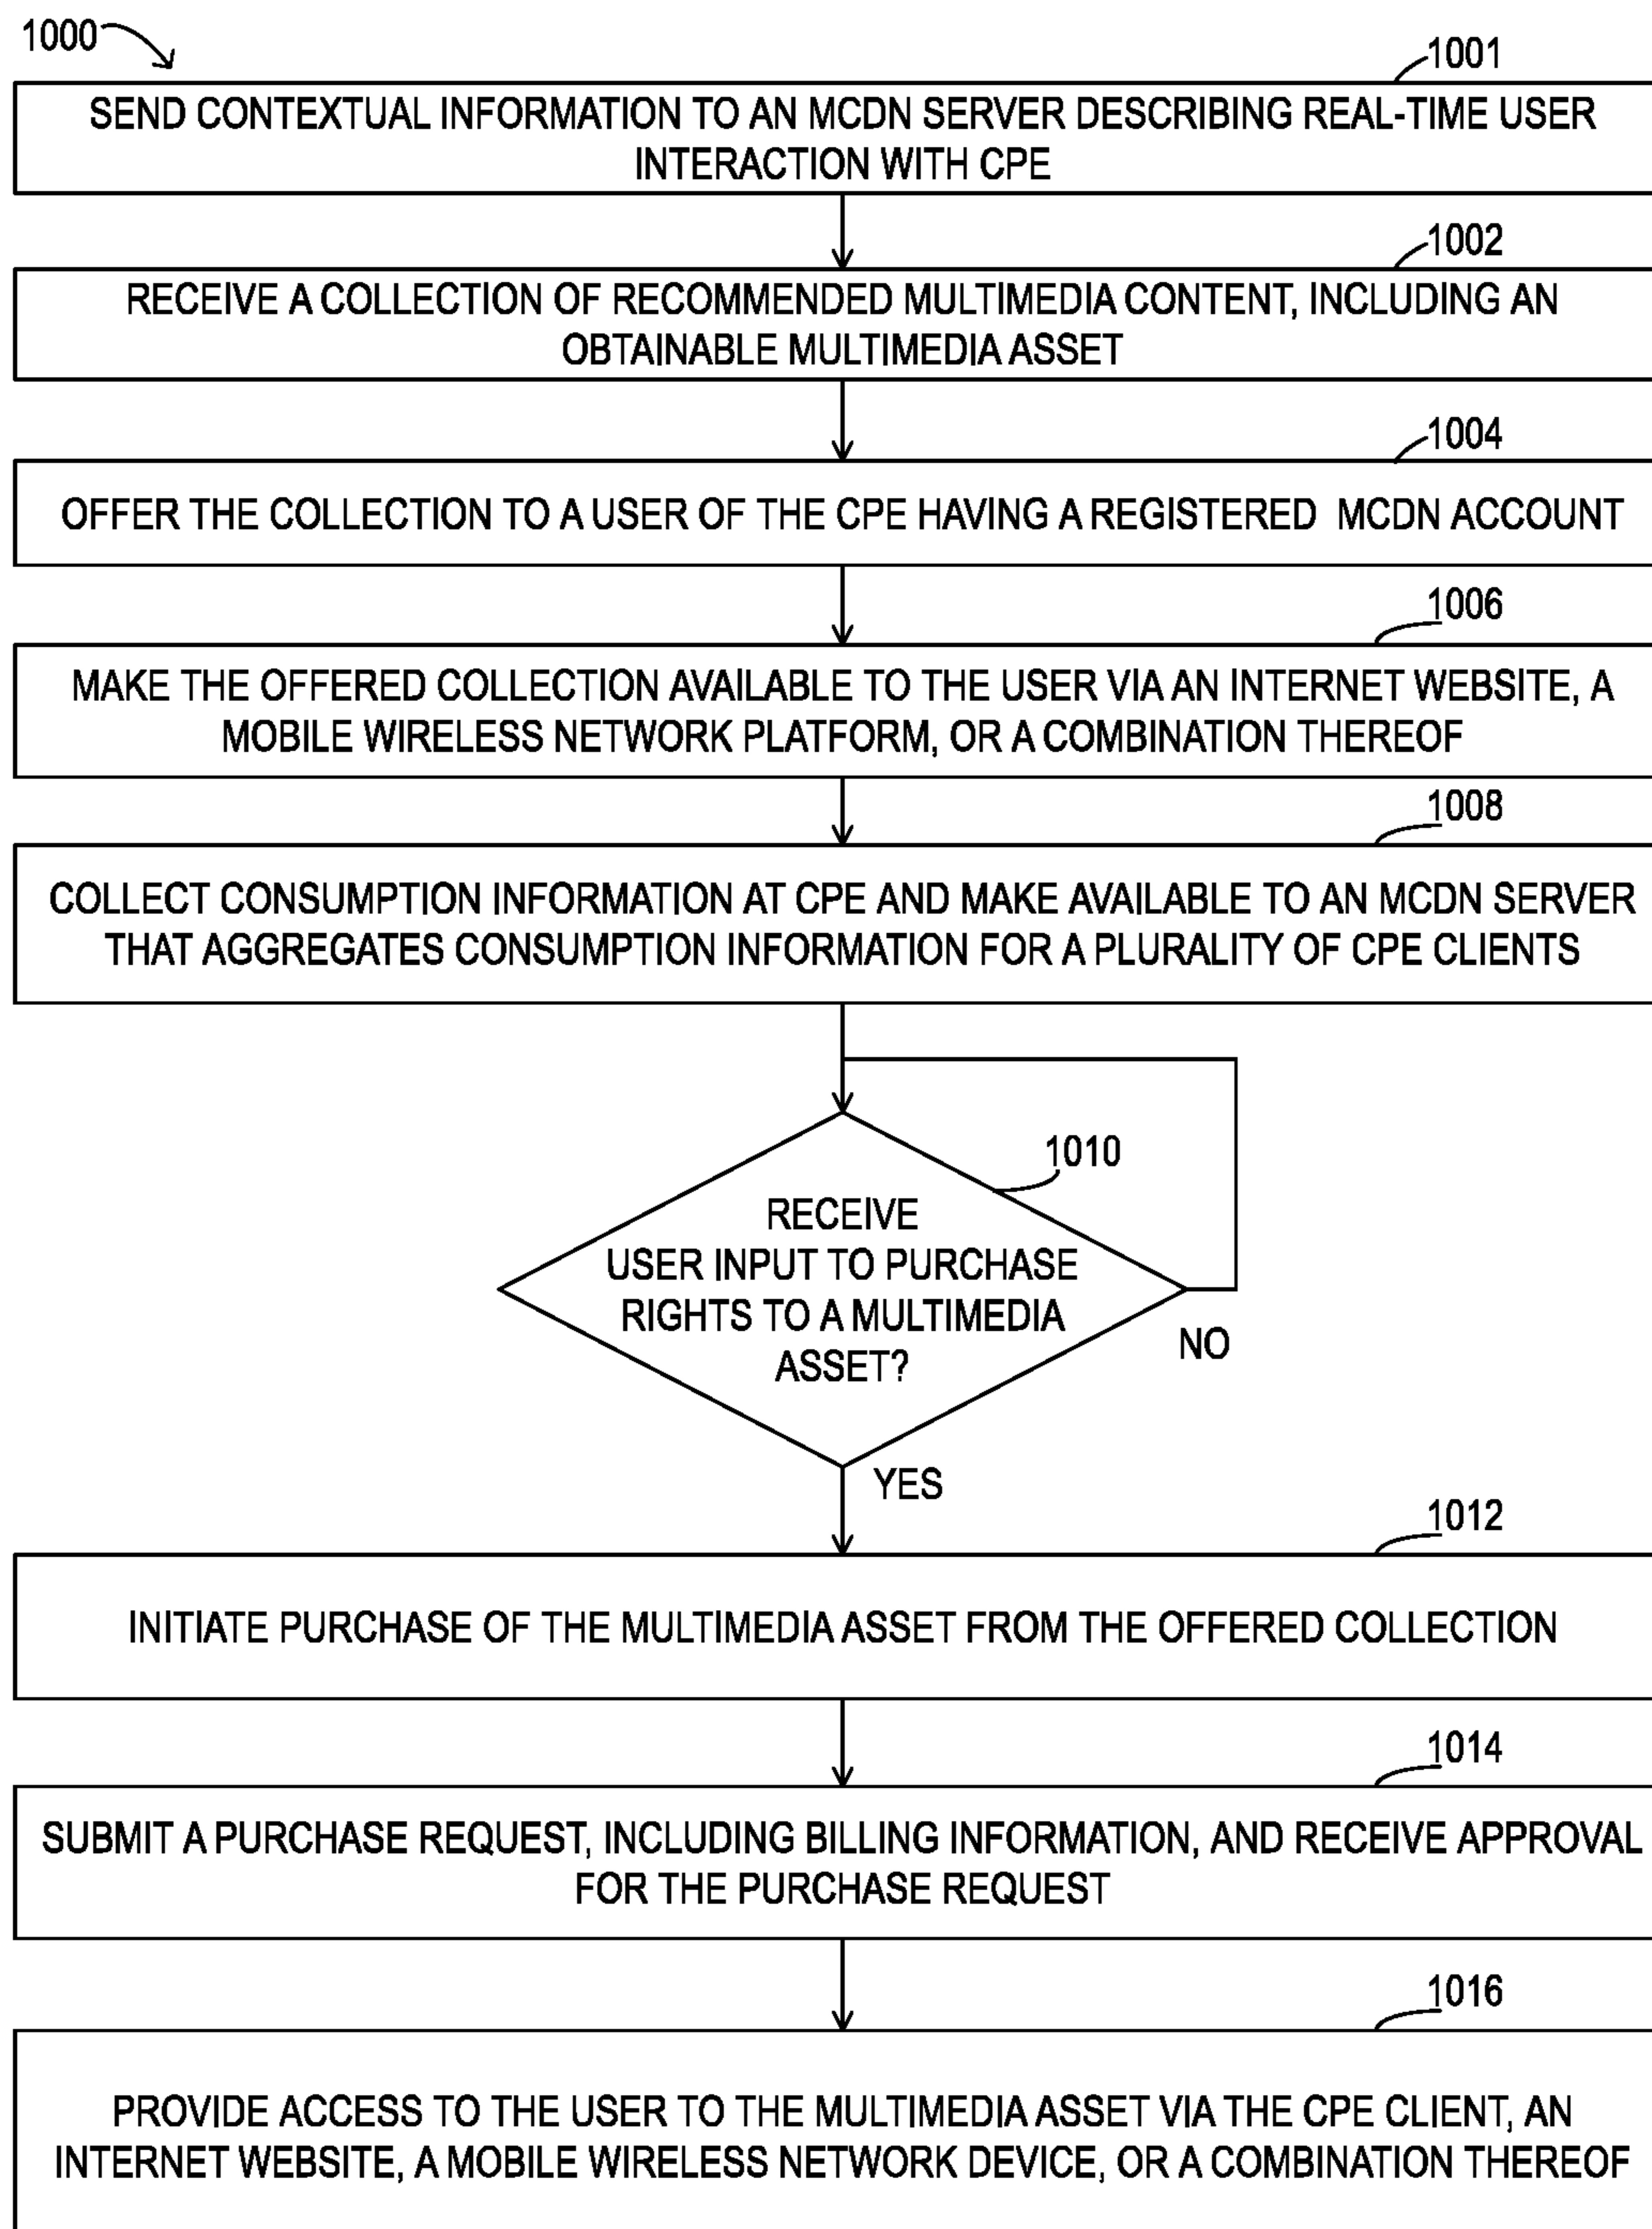 1000
1001
SEND CONTEXTUAL INFORMATION TO AN MCDN SERVER DESCRIBING REAL-TIME USER
INTERACTION WITH CPE
1002
RECEIVE A COLLECTION OF RECOMMENDED MULTIMEDIA CONTENT, INCLUDING AN
OBTAINABLE MULTIMEDIA ASSET
1004
OFFER THE COLLECTION TO A USER OF THE CPE HAVING A REGISTERED MCDN ACCOUNT
1006
MAKE THE OFFERED COLLECTION AVAILABLE TO THE USER VIA AN INTERNET WEBSITE, A
MOBILE WIRELESS NETWORK PLATFORM, OR A COMBINATION THEREOF
1008
COLLECT CONSUMPTION INFORMATION AT CPE AND MAKE AVAILABLE TO AN MCDN SERVER
THAT AGGREGATES CONSUMPTION INFORMATION FOR A PLURALITY OF CPE CLIENTS
1010
RECEIVE
USER INPUT TO PURCHASE
RIGHTS TO A MULTIMEDIA
ASSET?
NO
YES
1012
INITIATE PURCHASE OF THE MULTIMEDIA ASSET FROM THE OFFERED COLLECTION
1014
SUBMIT A PURCHASE REQUEST, INCLUDING BILLING INFORMATION, AND RECEIVE APPROVAL
FOR THE PURCHASE REQUEST
1016
PROVIDE ACCESS TO THE USER TO THE MULTIMEDIA ASSET VIA THE CPE CLIENT, AN
INTERNET WEBSITE, A MOBILE WIRELESS NETWORK DEVICE, OR A COMBINATION THEREOF